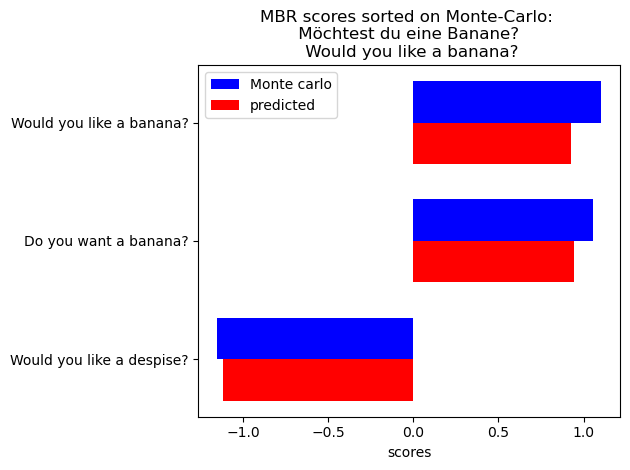 MBR scores sorted on Monte-Carlo:
Möchtest du eine Banane?
Would you like a banana?
Monte carlo
predicted
Would you like a banana?
Do you want a banana?
Would you like a despise?
−1.0 −0.5 0.0 0.5 1.0
scores